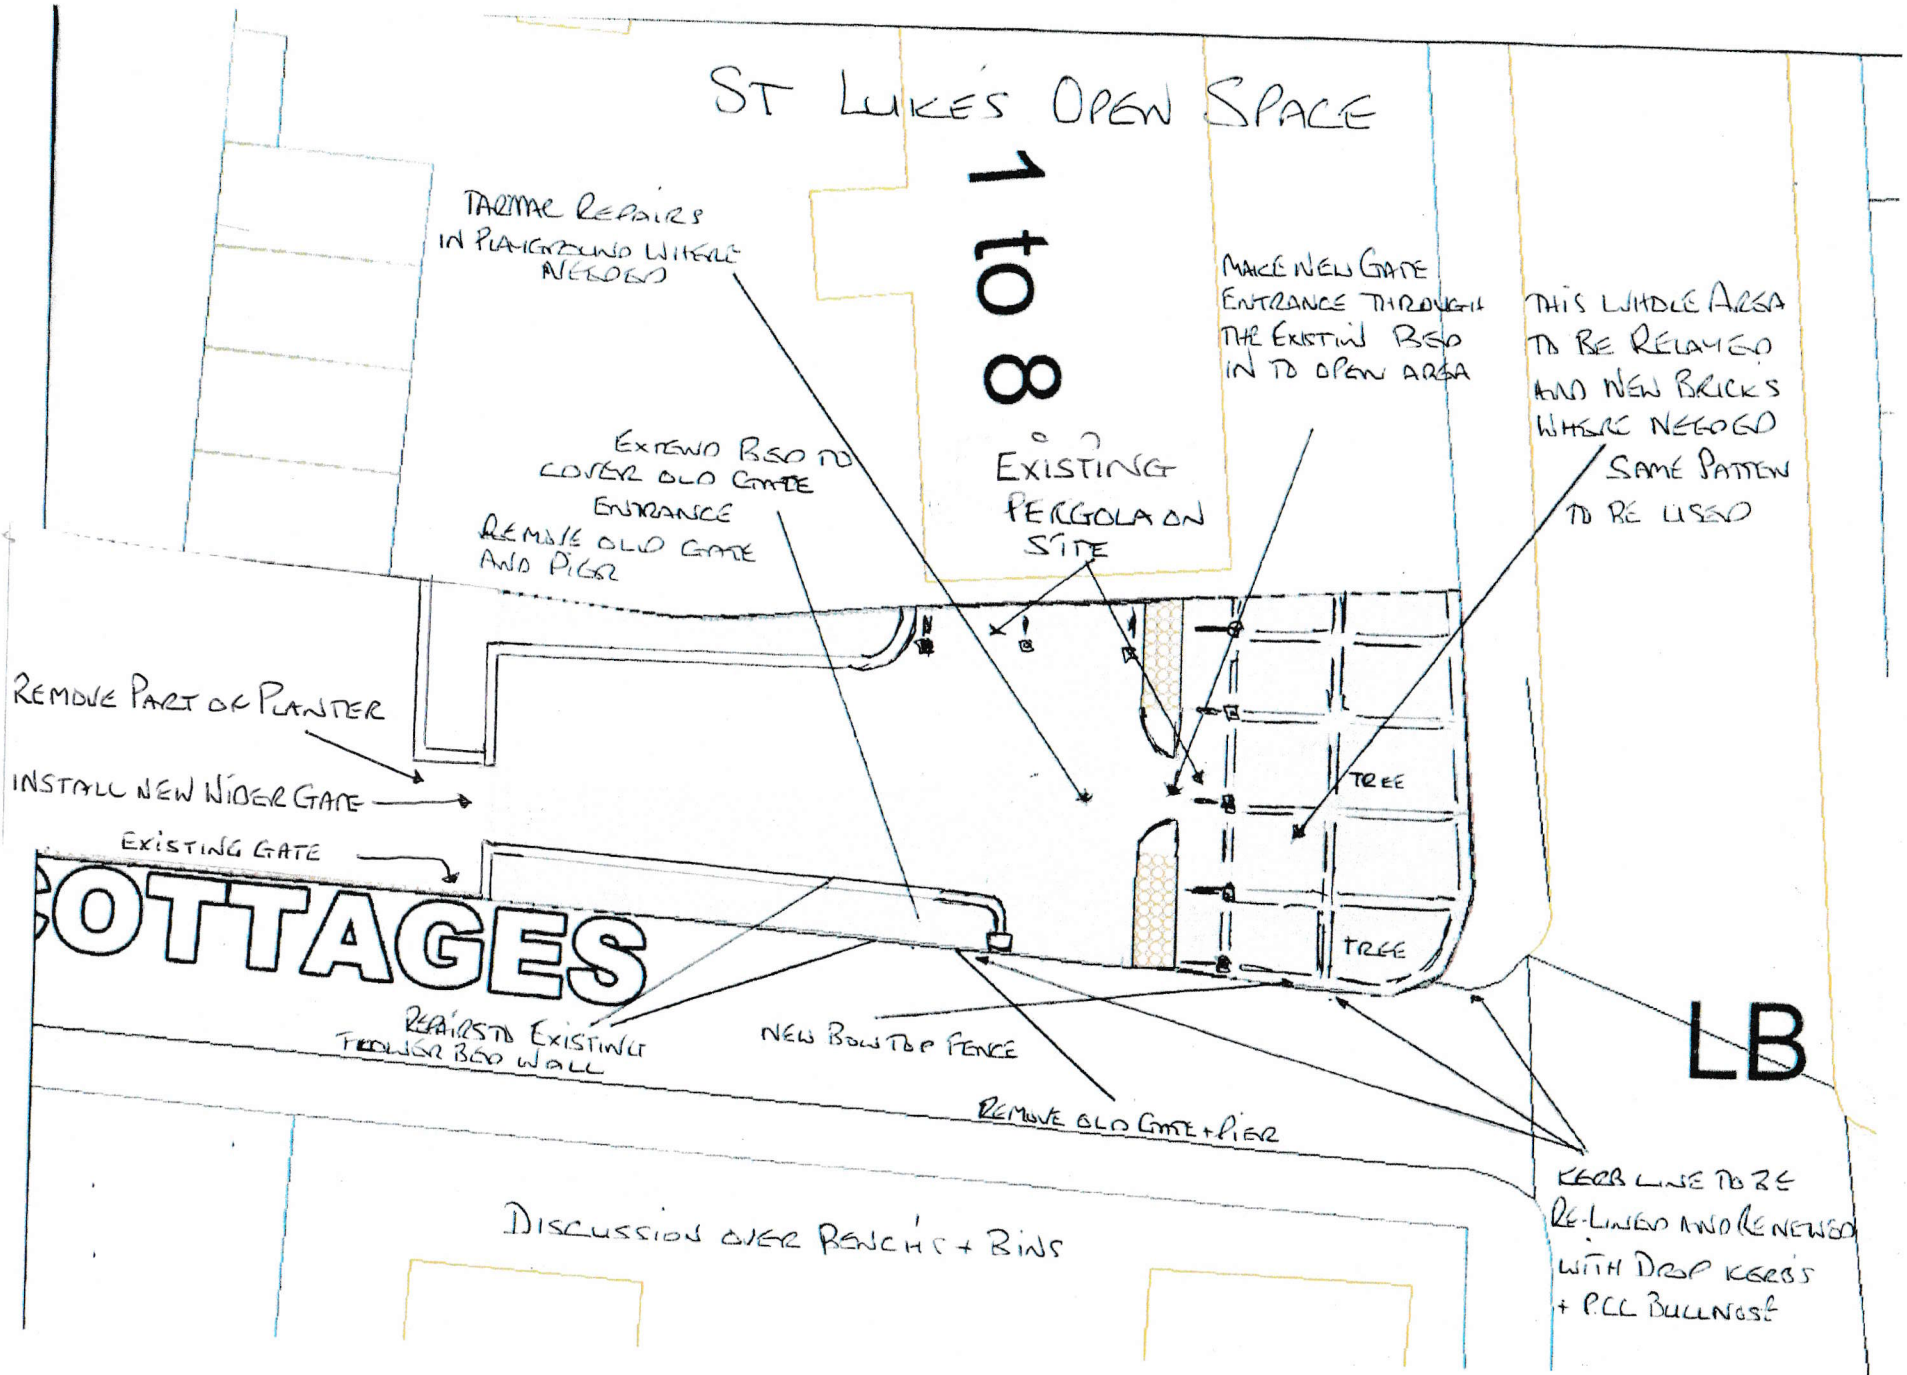 ST LUKE'S OPEN SPACE
1 to 8
TARMAC REPAIRS
IN PLAYGROUND WHERE
NEEDED
MAKE NEW GATE
ENTRANCE THROUGH
THE EXISTIN BED
IN TO OPEN AREA
THIS WHOLE AREA
TO BE RELAYED
AND NEW BRICKS
WHERE NEEDED
SAME PATTEN
TO BE USED
EXTEND BED TO
COVER OLD GATE
ENTRANCE
REMOVE OLD GATE
AND PIER
EXISTING
PERGOLA ON
SITE
REMOVE PART OF PLANTER
INSTALL NEW WIDER GATE
EXISTING GATE
TREE
TREE
COTTAGES
REPAIRS TO EXISTING
FLOWER BED WALL
NEW BOW TOP FENCE
REMOVE OLD GATE + PIER
LB
KERB LINE TO BE
RE-LINED AND RENEWED
WITH DROP KERB'S
+ P.C.C BULLNOSE
DISCUSSION OVER BENCH'S + BINS